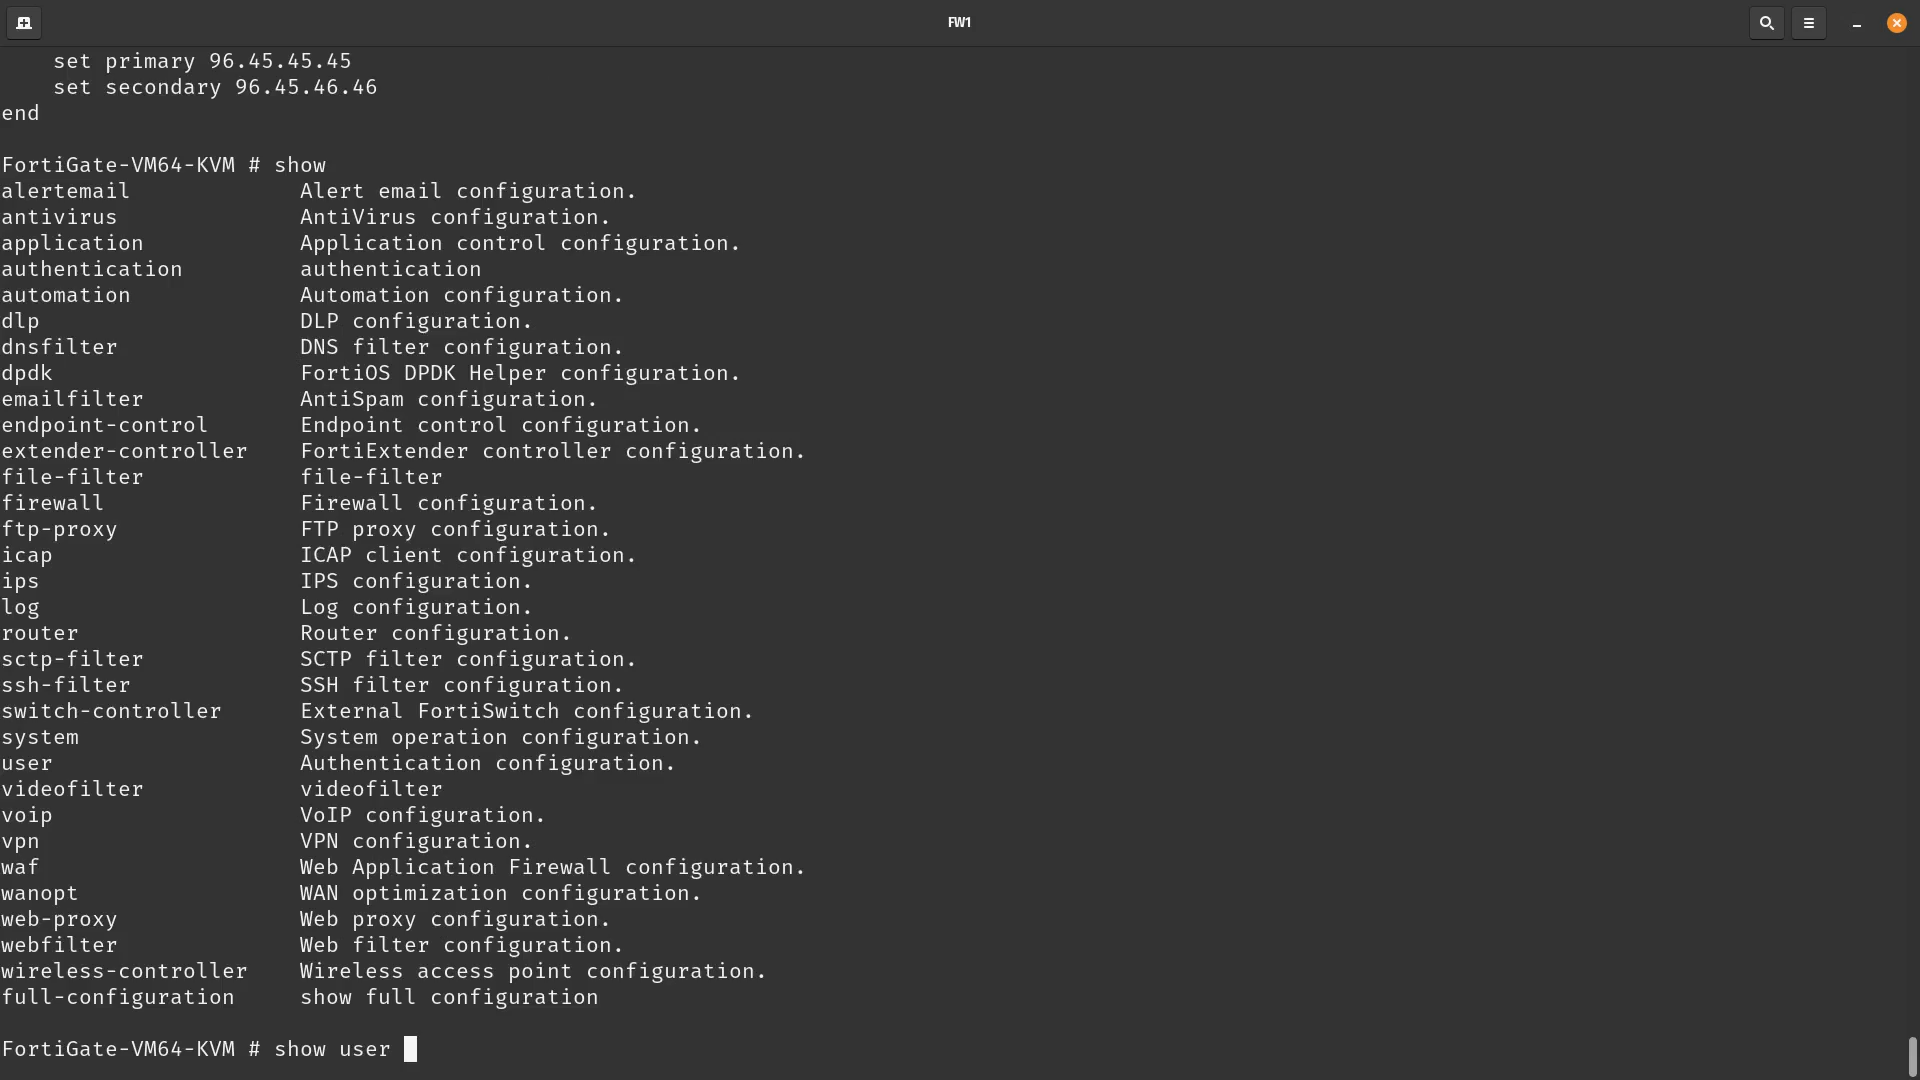 FW1
    set primary 96.45.45.45
    set secondary 96.45.46.46
end
FortiGate-VM64-KVM # show
alertemail             Alert email configuration.
antivirus              AntiVirus configuration.
application            Application control configuration.
authentication         authentication
automation             Automation configuration.
dlp                    DLP configuration.
dnsfilter              DNS filter configuration.
dpdk                   FortiOS DPDK Helper configuration.
emailfilter            AntiSpam configuration.
endpoint-control       Endpoint control configuration.
extender-controller    FortiExtender controller configuration.
file-filter            file-filter
firewall               Firewall configuration.
ftp-proxy              FTP proxy configuration.
icap                   ICAP client configuration.
ips                    IPS configuration.
log                    Log configuration.
router                 Router configuration.
sctp-filter            SCTP filter configuration.
ssh-filter             SSH filter configuration.
switch-controller      External FortiSwitch configuration.
system                 System operation configuration.
user                   Authentication configuration.
videofilter            videofilter
voip                   VoIP configuration.
vpn                    VPN configuration.
waf                    Web Application Firewall configuration.
wanopt                 WAN optimization configuration.
web-proxy              Web proxy configuration.
webfilter              Web filter configuration.
wireless-controller    Wireless access point configuration.
full-configuration     show full configuration
FortiGate-VM64-KVM # show user